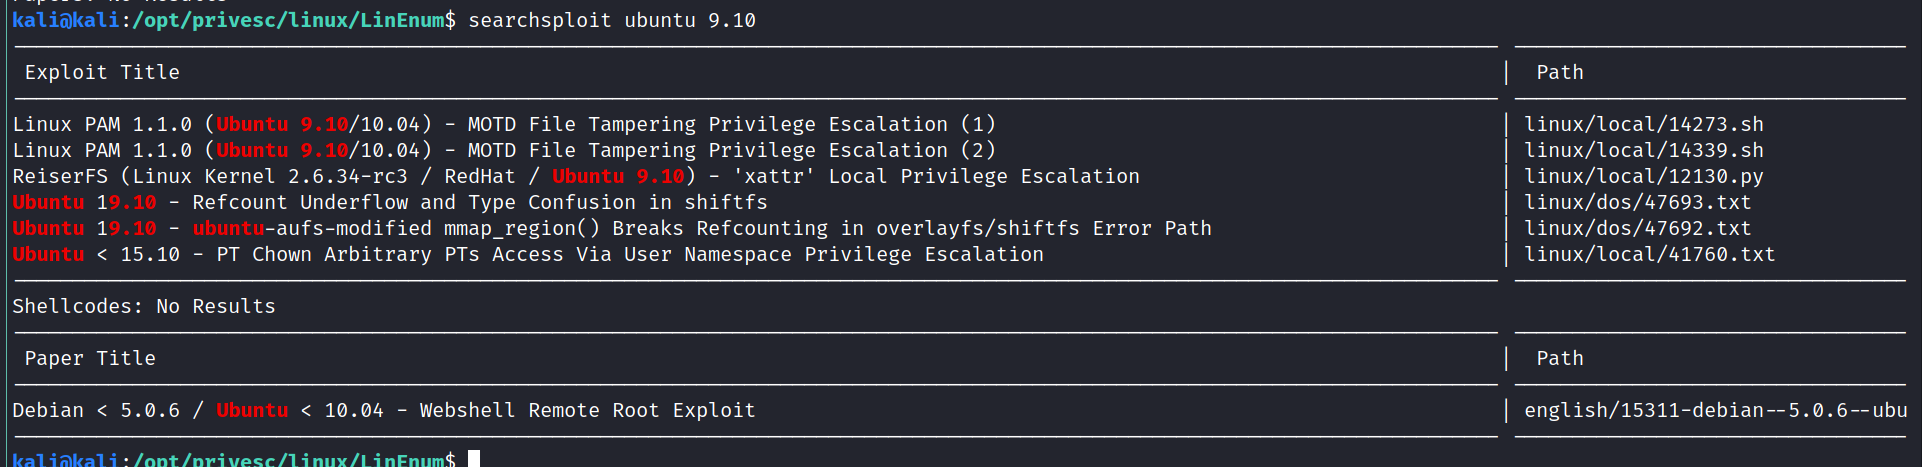 kali@kali:/opt/privesc/linux/LinEnum$ searchsploit ubuntu 9.10
Exploit Title | Path
Linux PAM 1.1.0 (Ubuntu 9.10/10.04) - MOTD File Tampering Privilege Escalation (1) | linux/local/14273.sh
Linux PAM 1.1.0 (Ubuntu 9.10/10.04) - MOTD File Tampering Privilege Escalation (2) | linux/local/14339.sh
ReiserFS (Linux Kernel 2.6.34-rc3 / RedHat / Ubuntu 9.10) - 'xattr' Local Privilege Escalation | linux/local/12130.py
Ubuntu 19.10 - Refcount Underflow and Type Confusion in shiftfs | linux/dos/47693.txt
Ubuntu 19.10 - ubuntu-aufs-modified mmap_region() Breaks Refcounting in overlayfs/shiftfs Error Path | linux/dos/47692.txt
Ubuntu < 15.10 - PT Chown Arbitrary PTs Access Via User Namespace Privilege Escalation | linux/local/41760.txt
Shellcodes: No Results
Paper Title | Path
Debian < 5.0.6 / Ubuntu < 10.04 - Webshell Remote Root Exploit | english/15311-debian--5.0.6--ubu
kali@kali:/opt/privesc/linux/LinEnum$